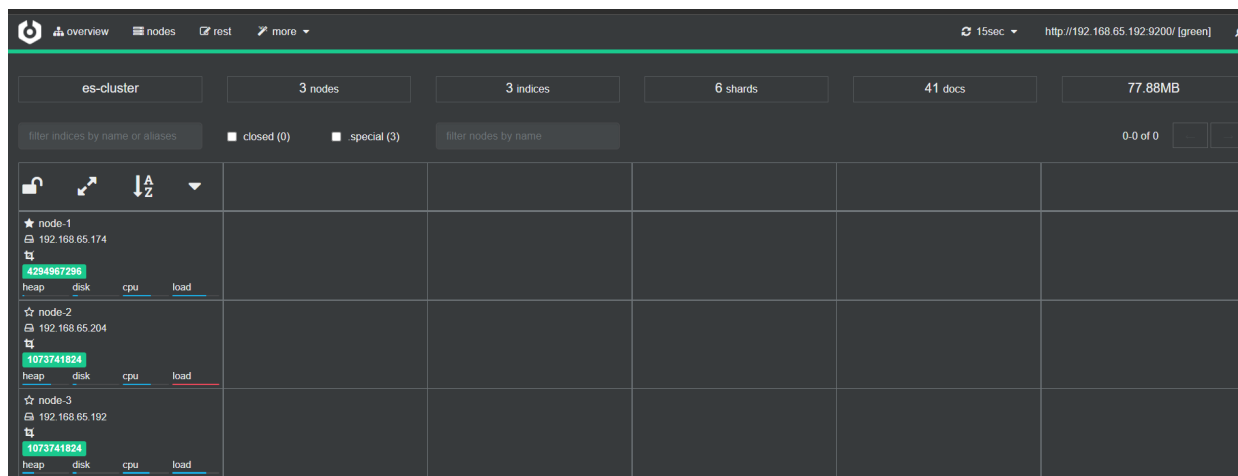 overview nodes rest more 15sec http://192.168.65.192:9200/ [green]
es-cluster 3 nodes 3 indices 6 shards 41 docs 77.88MB
filter indices by name or aliases closed (0) .special (3) filter nodes by name 0-0 of 0
A
Z
node-1
192.168.65.174
4294967296
heap disk cpu load
node-2
192.168.65.204
1073741824
heap disk cpu load
node-3
192.168.65.192
1073741824
heap disk cpu load